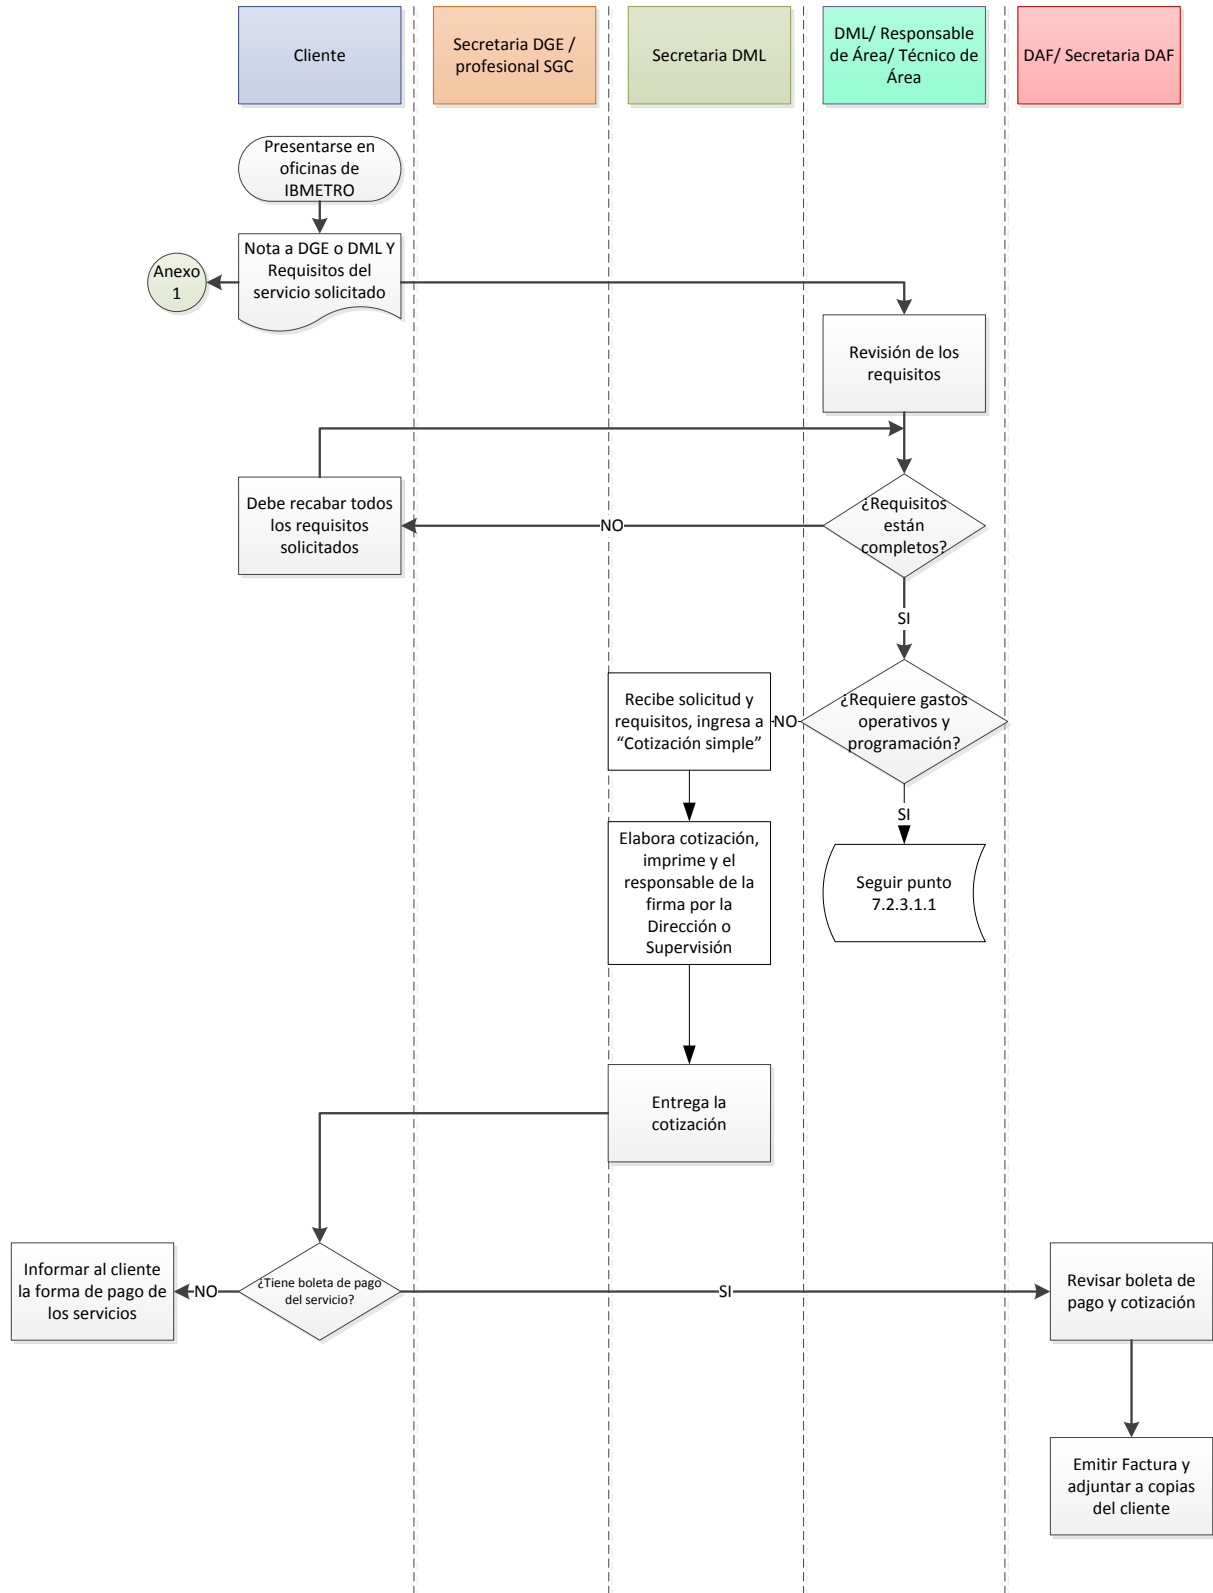 Cliente
Secretaria DGE /
profesional SGC
Secretaria DML
DML/ Responsable
de Área/ Técnico de
Área
DAF/ Secretaria DAF
Presentarse en
oficinas de
IBMETRO
Nota a DGE o DML Y
Requisitos del
servicio solicitado
Anexo
1
Revisión de los
requisitos
Debe recabar todos
los requisitos
solicitados
NO
¿Requisitos
están
completos?
SI
Recibe solicitud y
requisitos, ingresa a
“Cotización simple”
NO
¿Requiere gastos
operativos y
programación?
SI
Elabora cotización,
imprime y el
responsable de la
firma por la
Dirección o
Supervisión
Seguir punto
7.2.3.1.1
Entrega la
cotización
Informar al cliente
la forma de pago de
los servicios
NO
¿Tiene boleta de pago
del servicio?
SI
Revisar boleta de
pago y cotización
Emitir Factura y
adjuntar a copias
del cliente